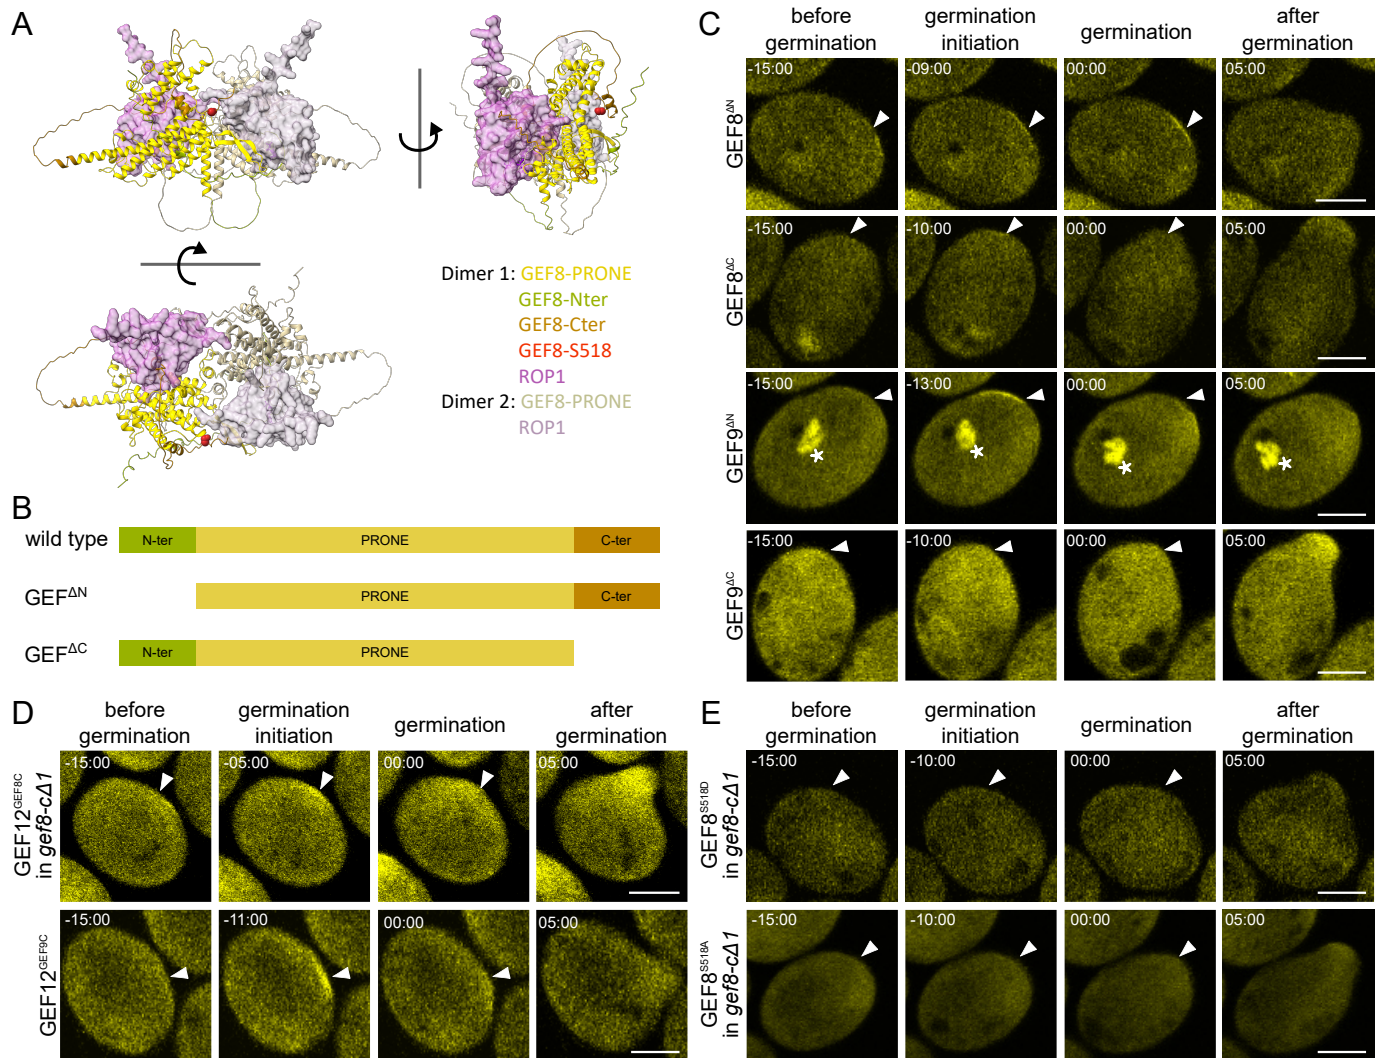 A
Dimer 1: GEF8-PRONE
GEF8-Nter
GEF8-Cter
GEF8-S518
ROP1
Dimer 2: GEF8-PRONE
ROP1
B
wild type
N-ter
PRONE
C-ter
GEF^ΔN
PRONE
C-ter
GEF^ΔC
N-ter
PRONE
C
before germination
germination initiation
germination
after germination
GEF8^ΔN
-15:00
-09:00
00:00
05:00
GEF8^ΔC
-15:00
-10:00
00:00
05:00
GEF9^ΔN
-15:00
-13:00
00:00
05:00
*
*
*
*
GEF9^ΔC
-15:00
-10:00
00:00
05:00
D
before germination
germination initiation
germination
after germination
GEF12^GEF8C
in gef8-cΔ1
-15:00
-05:00
00:00
05:00
GEF12^GEF9C
-15:00
-11:00
00:00
05:00
E
before germination
germination initiation
germination
after germination
GEF8^S518D
in gef8-cΔ1
-15:00
-10:00
00:00
05:00
GEF8^S518A
in gef8-cΔ1
-15:00
-10:00
00:00
05:00